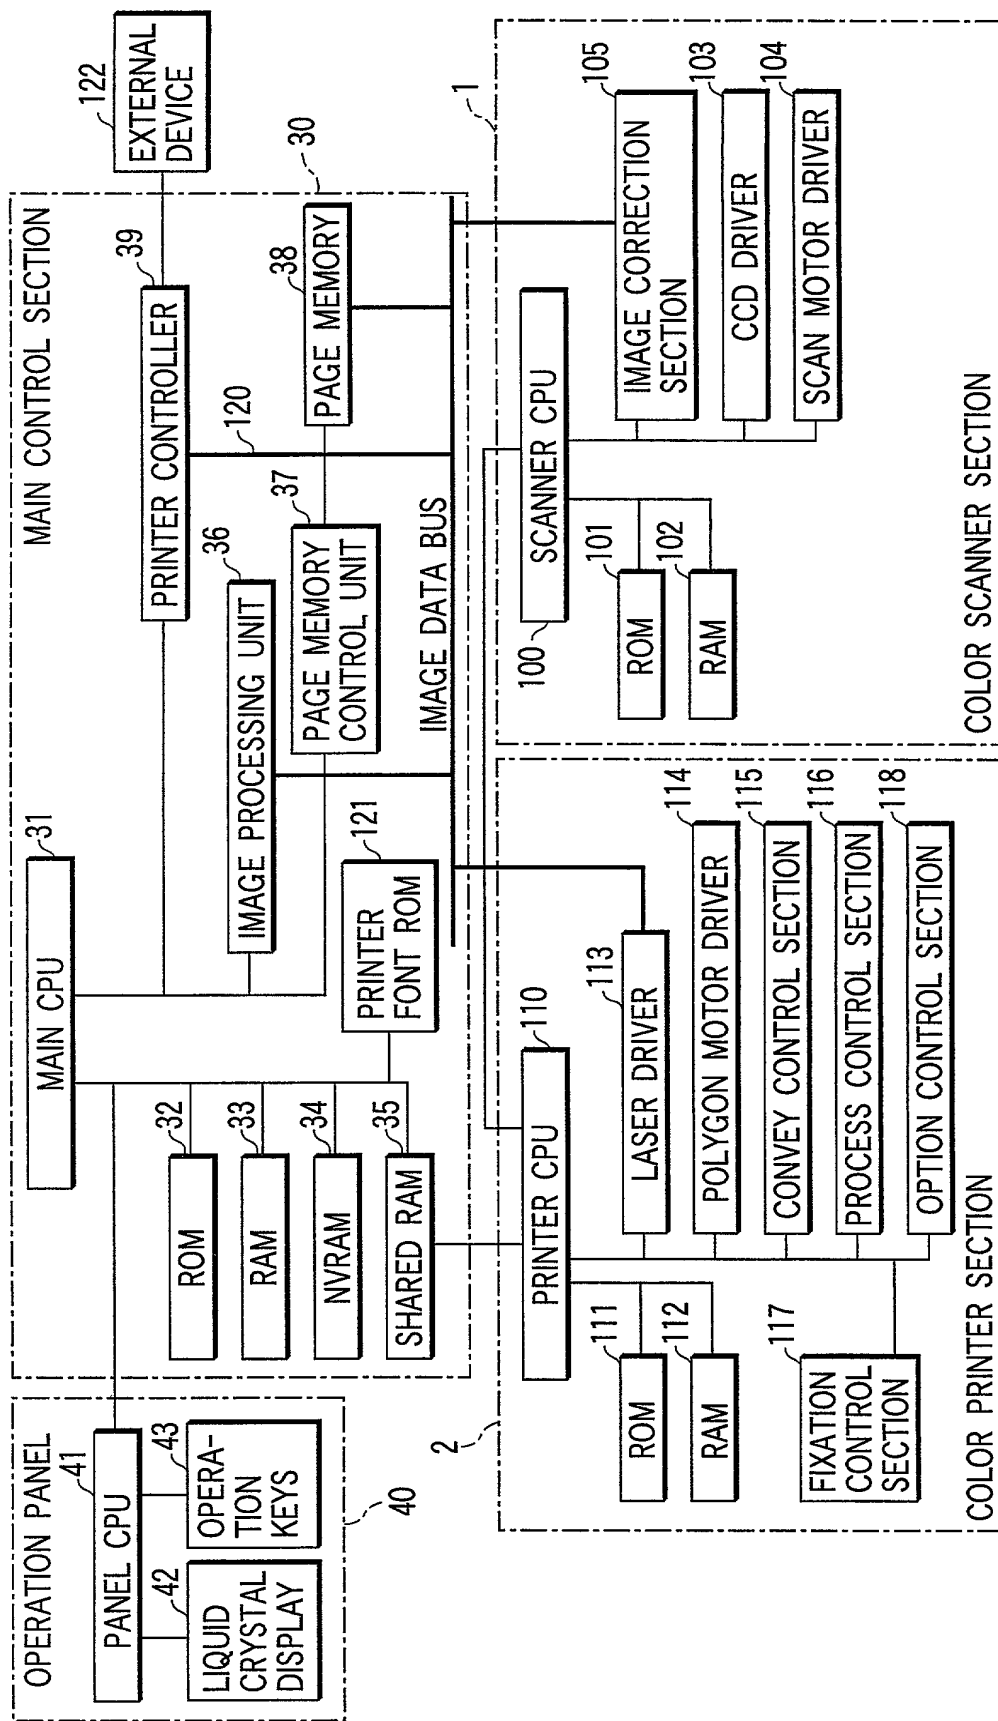 OPERATION PANEL
41
PANEL CPU
42
LIQUID
CRYSTAL
DISPLAY
43
OPERA-
TION
KEYS
40
MAIN CONTROL SECTION
30
31
MAIN CPU
32
ROM
33
RAM
34
NVRAM
35
SHARED RAM
121
PRINTER
FONT ROM
36
IMAGE PROCESSING UNIT
37
PAGE MEMORY
CONTROL UNIT
39
PRINTER CONTROLLER
120
38
PAGE MEMORY
IMAGE DATA BUS
122
EXTERNAL
DEVICE
2
110
PRINTER CPU
111
ROM
112
RAM
117
FIXATION
CONTROL
SECTION
113
LASER DRIVER
114
POLYGON MOTOR DRIVER
115
CONVEY CONTROL SECTION
116
PROCESS CONTROL SECTION
118
OPTION CONTROL SECTION
COLOR PRINTER SECTION
1
100
SCANNER CPU
101
ROM
102
RAM
105
IMAGE CORRECTION
SECTION
103
CCD DRIVER
104
SCAN MOTOR DRIVER
COLOR SCANNER SECTION